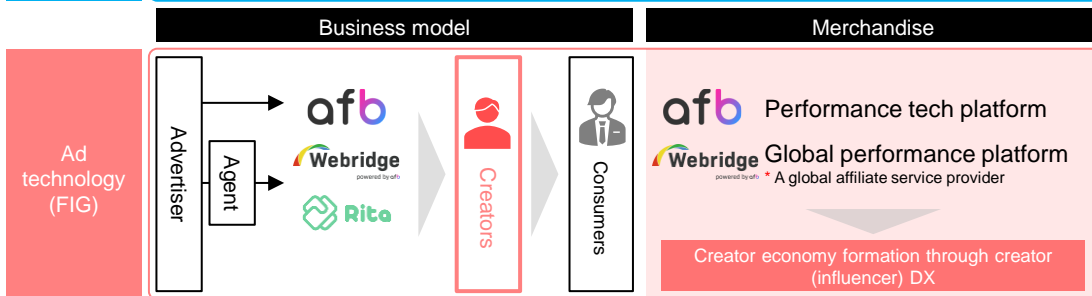 Business model
Merchandise
Ad
technology
(FIG)
Advertiser
Agent
afb
Webridge
powered by afb
Rita
Creators
Consumers
afb
Performance tech platform
Webridge
powered by afb
Global performance platform
* A global affiliate service provider
Creator economy formation through creator
(influencer) DX